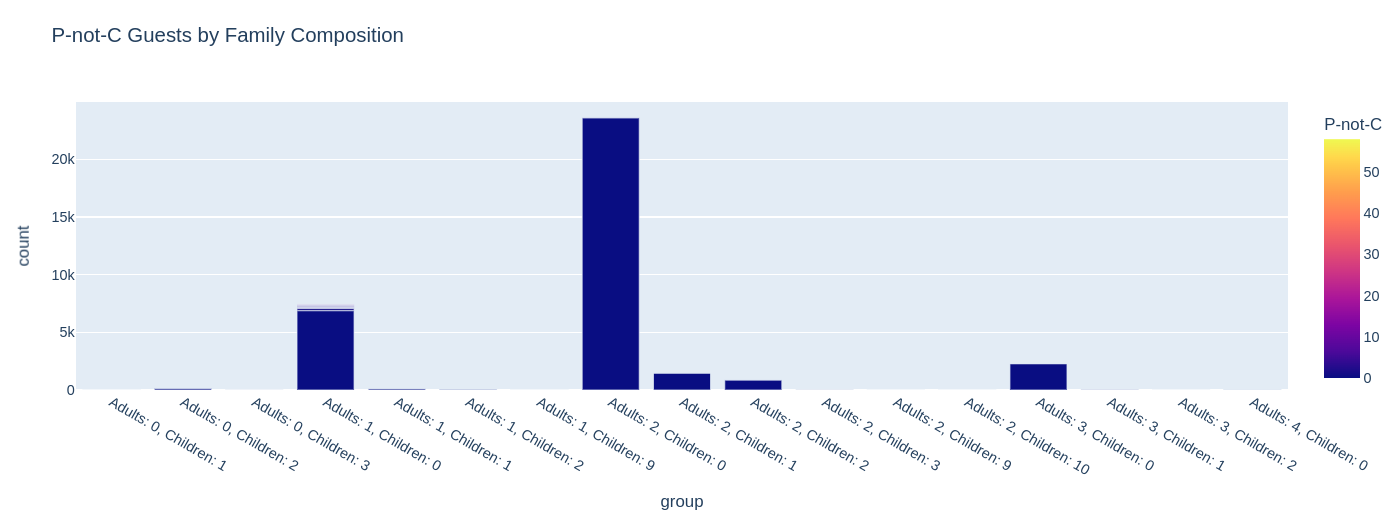 P-not-C Guests by Family Composition
P-not-C
count
20k
15k
10k
5k
0
50
40
30
20
10
0
Adults: 0, Children: 1
Adults: 0, Children: 2
Adults: 0, Children: 3
Adults: 1, Children: 0
Adults: 1, Children: 1
Adults: 1, Children: 2
Adults: 1, Children: 9
Adults: 2, Children: 0
Adults: 2, Children: 1
Adults: 2, Children: 2
Adults: 2, Children: 3
Adults: 2, Children: 9
Adults: 2, Children: 10
Adults: 3, Children: 0
Adults: 3, Children: 1
Adults: 3, Children: 2
Adults: 4, Children: 0
group